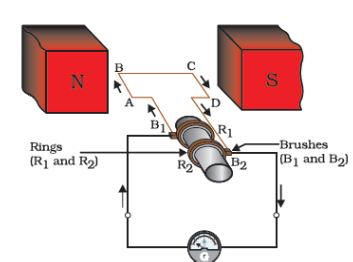 N
S
B
C
A
D
B1
R1
Rings
(R1 and R2)
R2
B2
Brushes
(B1 and B2)
G